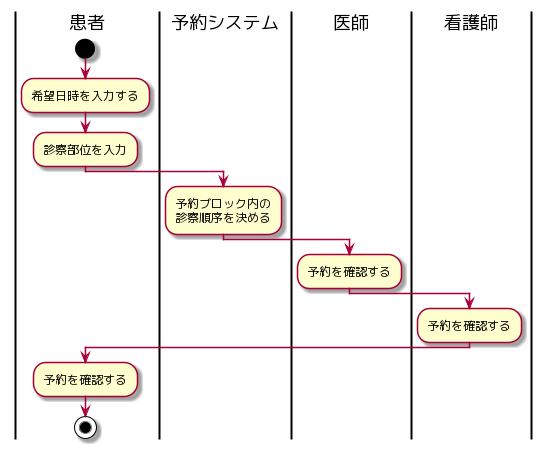 患者
予約システム
医師
看護師
希望日時を入力する
診察部位を入力
予約ブロック内の
診察順序を決める
予約を確認する
予約を確認する
予約を確認する